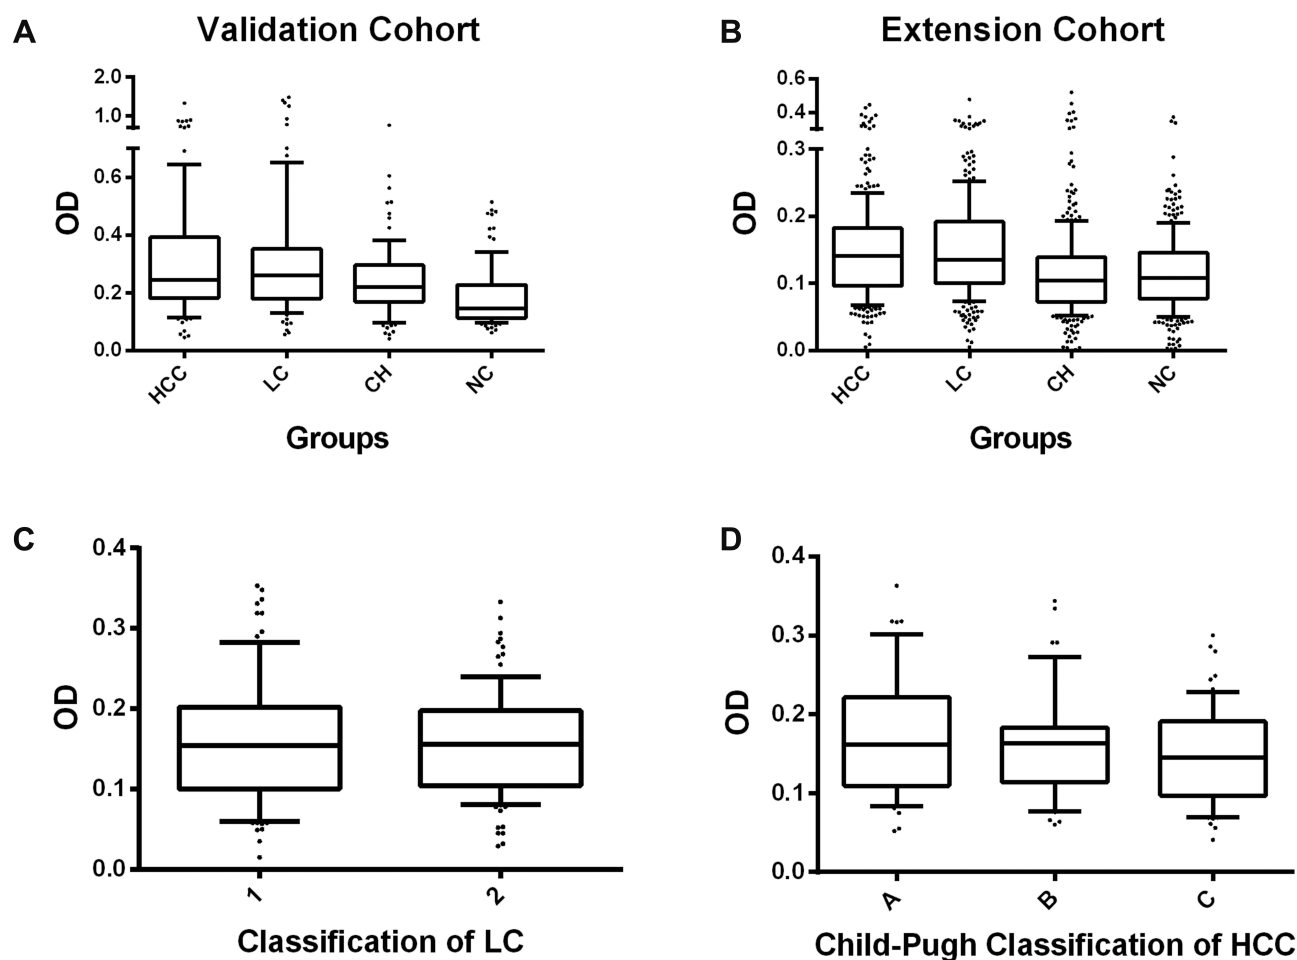 A
Validation Cohort
2.0
1.0
0.6
0.4
0.2
0.0
OD
HCC
LC
CH
NC
Groups
B
Extension Cohort
0.6
0.4
0.3
0.2
0.1
0.0
OD
HCC
LC
CH
NC
Groups
C
0.4
0.3
0.2
0.1
0.0
OD
1
2
Classification of LC
D
0.4
0.3
0.2
0.1
0.0
OD
A
B
C
Child-Pugh Classification of HCC